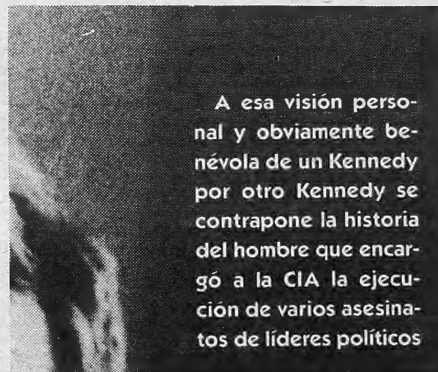 A esa visión perso-
nal y obviamente be-
névola de un Kennedy
por otro Kennedy se
contrapone la historia
del hombre que encar-
gó a la CIA la ejecu-
ción de varios asesina-
tos de líderes políticos